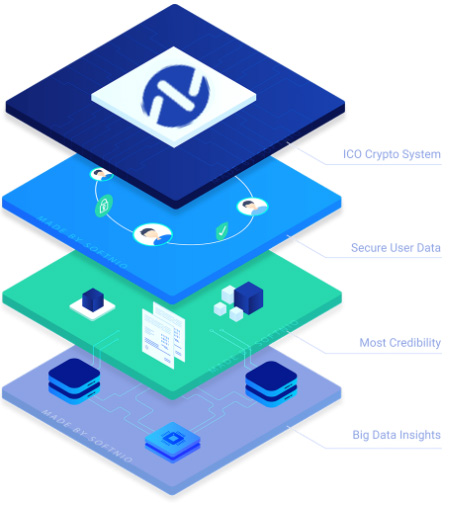 ICO Crypto System
Secure User Data
MADE BY SOFTNIO
Most Credibility
Big Data Insights
MADE BY SOFTNIO